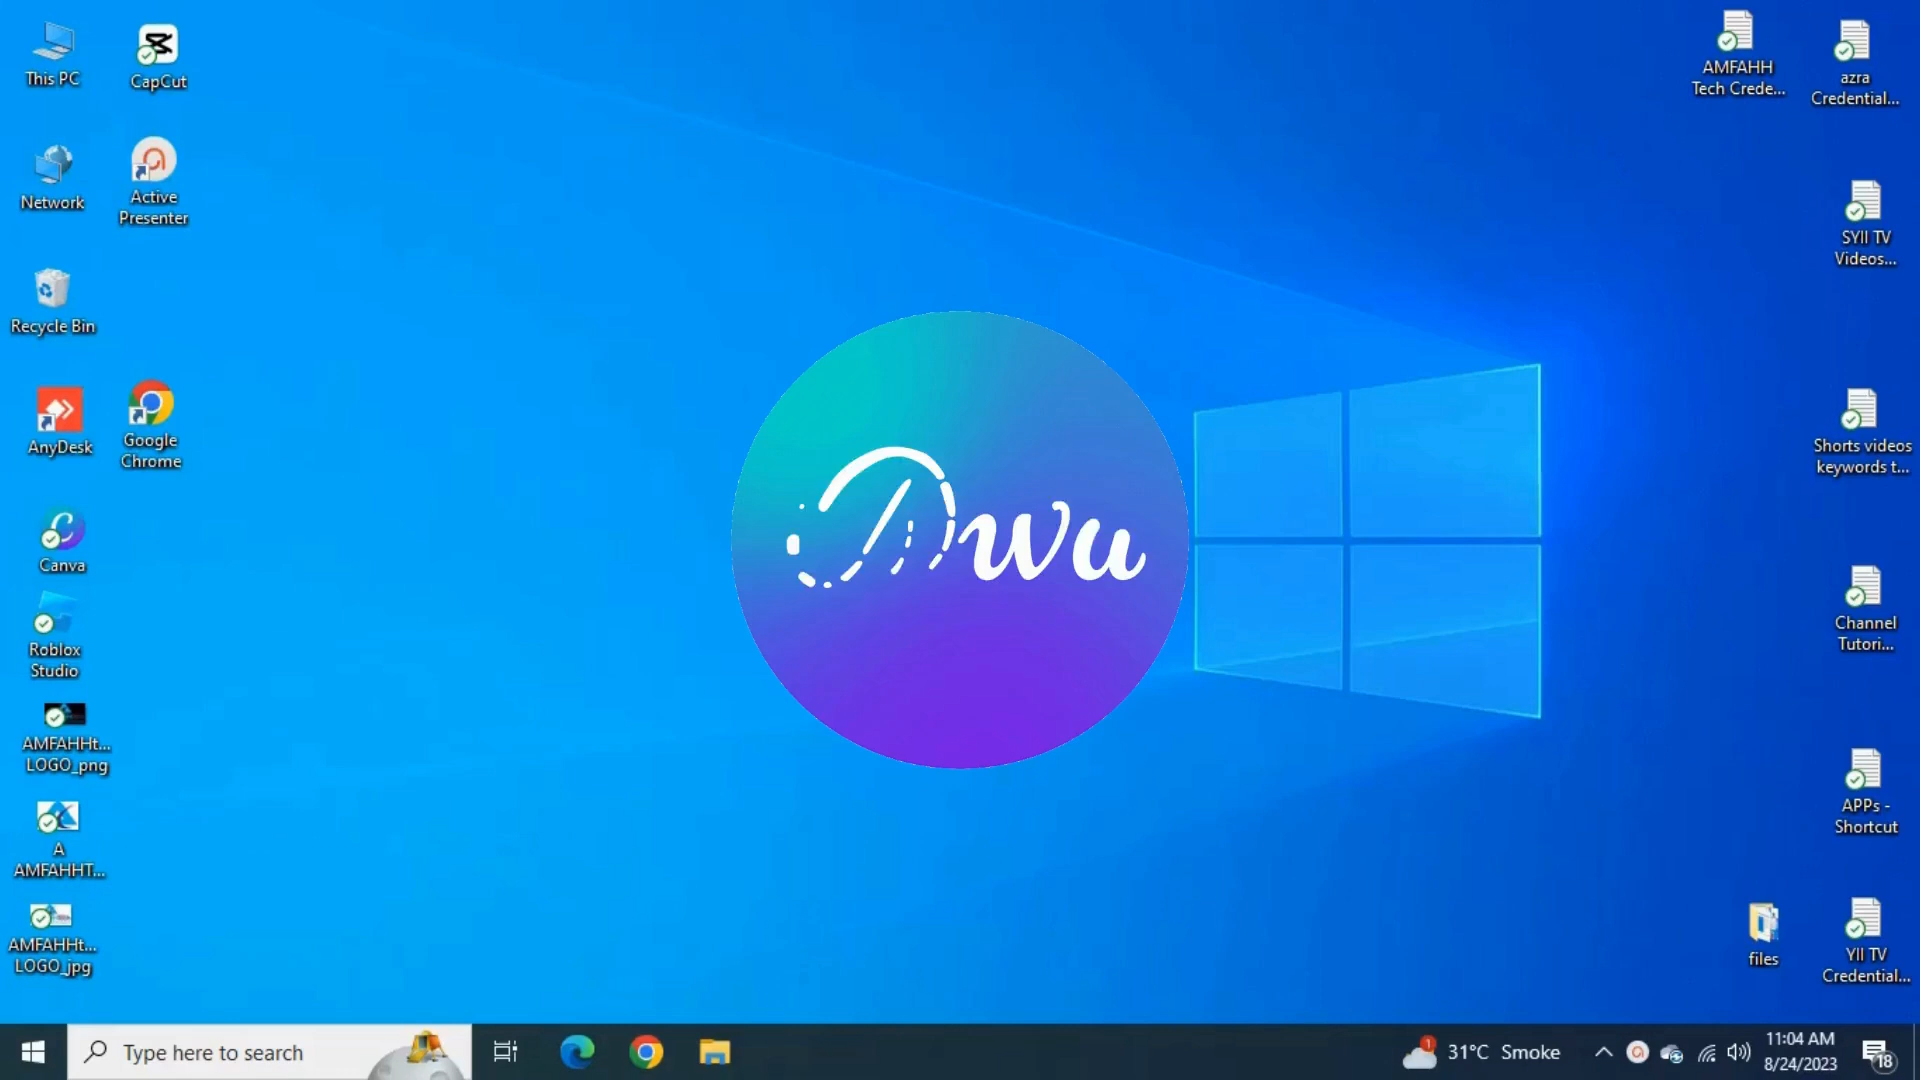 This PC
CapCut
Network
Active
Presenter
Recycle Bin
AnyDesk
Google
Chrome
Canva
Roblox
Studio
AMFAHHt...
LOGO_png
A
AMFAHHT...
AMFAHHt...
LOGO_jpg
wu
AMFAHH
Tech Crede...
azra
Credential...
SYII TV
Videos...
Shorts videos
keywords t...
Channel
Tutori...
APPs -
Shortcut
files
YII TV
Credential...
Type here to search
1
31°C Smoke
11:04 AM
8/24/2023
18